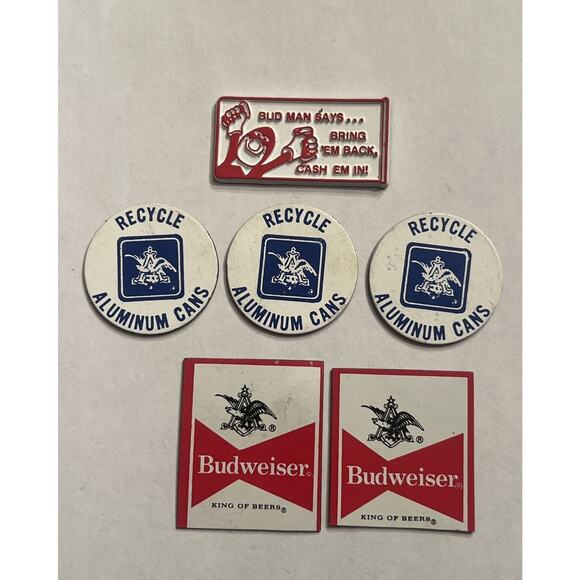 BUD MAN SAYS...
BRING
'EM BACK,
CASH EM IN!
RECYCLE
ALUMINUM CANS
RECYCLE
ALUMINUM CANS
RECYCLE
ALUMINUM CANS
®
Budweiser®
KING OF BEERS®
®
Budweiser®
KING OF BEERS®